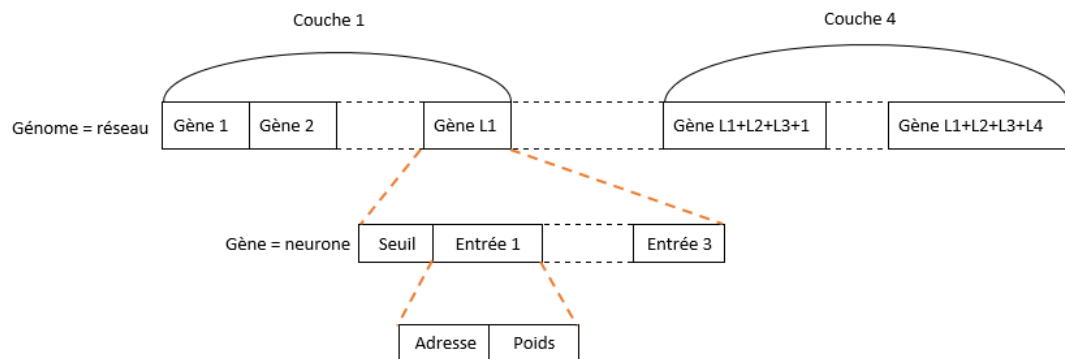 Couche 1
Couche 4
Génome = réseau
Gène 1
Gène 2
Gène L1
Gène L1+L2+L3+1
Gène L1+L2+L3+L4
Gène = neurone
Seuil
Entrée 1
Entrée 3
Adresse
Poids